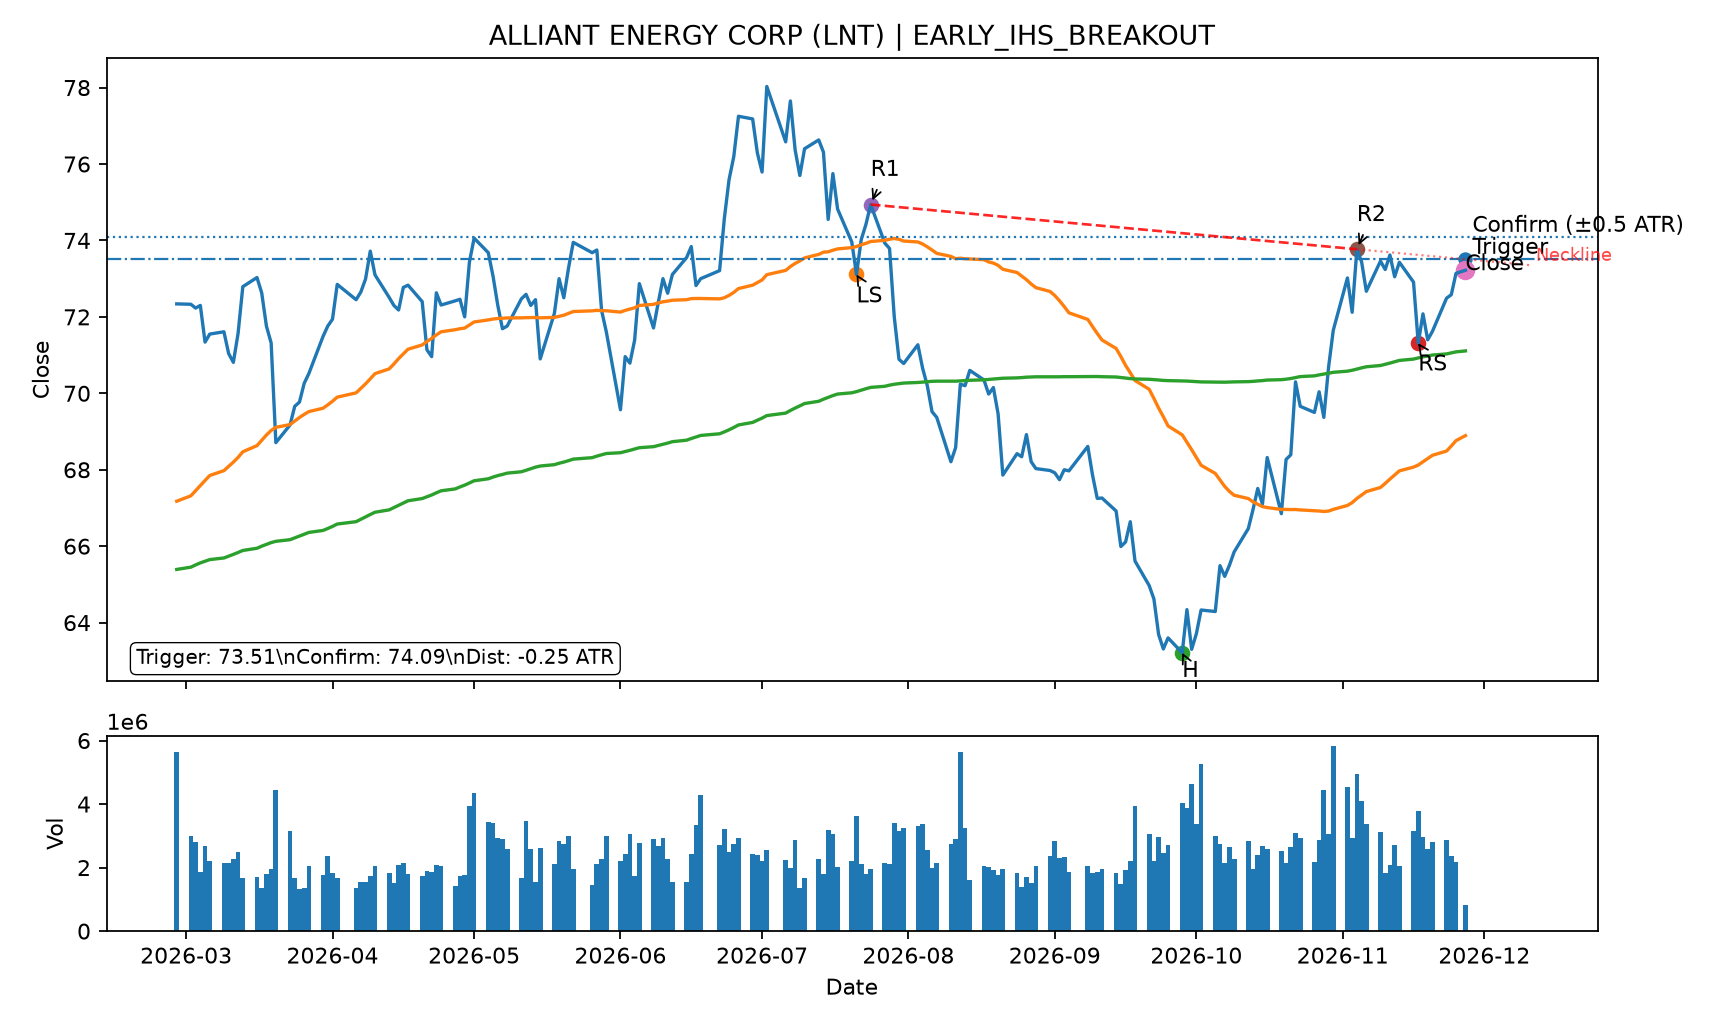 ALLIANT ENERGY CORP (LNT) | EARLY_IHS_BREAKOUT
Close
78
76
74
72
70
68
66
64
R1
LS
H
R2
RS
Confirm (±0.5 ATR)
Trigger
Neckline
Close
Trigger: 73.51\nConfirm: 74.09\nDist: -0.25 ATR
1e6
Vol
6
4
2
0
2026-03
2026-04
2026-05
2026-06
2026-07
2026-08
2026-09
2026-10
2026-11
2026-12
Date